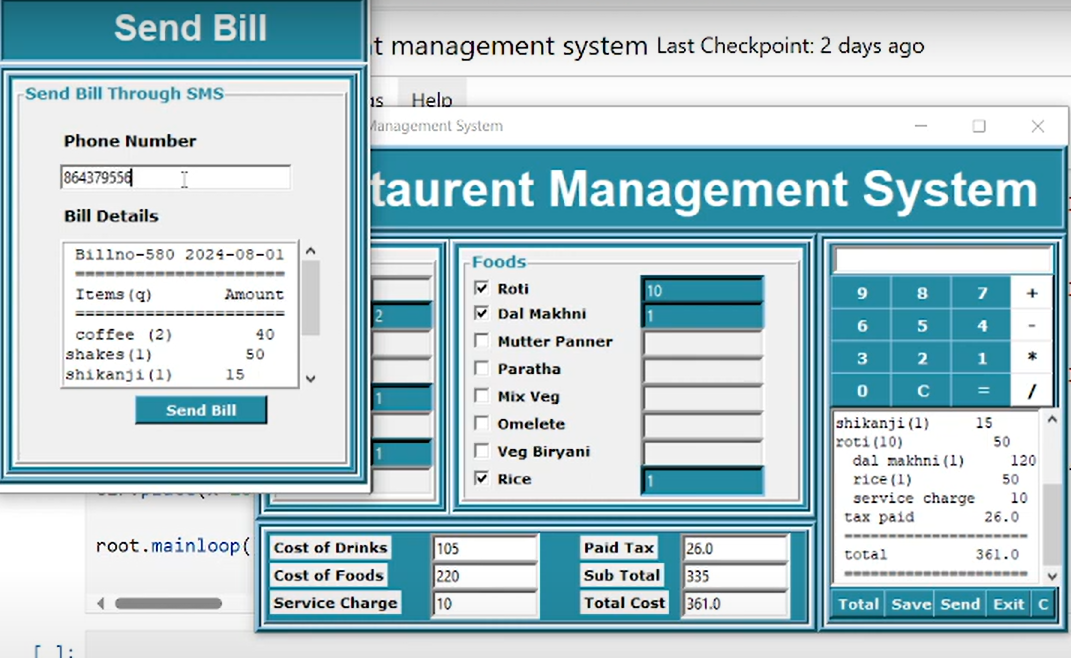 Send Bill
t management system Last Checkpoint: 2 days ago
Help
Management System
taurent Management System
Send Bill Through SMS
Phone Number
864379556
Bill Details
Billno-580 2024-08-01
=====================
Items(q) Amount
=====================
coffee (2) 40
shakes(1) 50
shikanji(1) 15
Send Bill
2
1
1
Foods
Roti 10
Dal Makhni 1
Mutter Panner
Paratha
Mix Veg
Omelete
Veg Biryani
Rice 1
9 8 7 +
6 5 4 -
3 2 1 *
0 C = /
shikanji(1) 15
roti(10) 50
dal makhni(1) 120
rice(1) 50
service charge 10
tax paid 26.0
=====================
total 361.0
=====================
Total Save Send Exit C
root.mainloop(
Cost of Drinks 105 Paid Tax 26.0
Cost of Foods 220 Sub Total 335
Service Charge 10 Total Cost 361.0
[ ]: